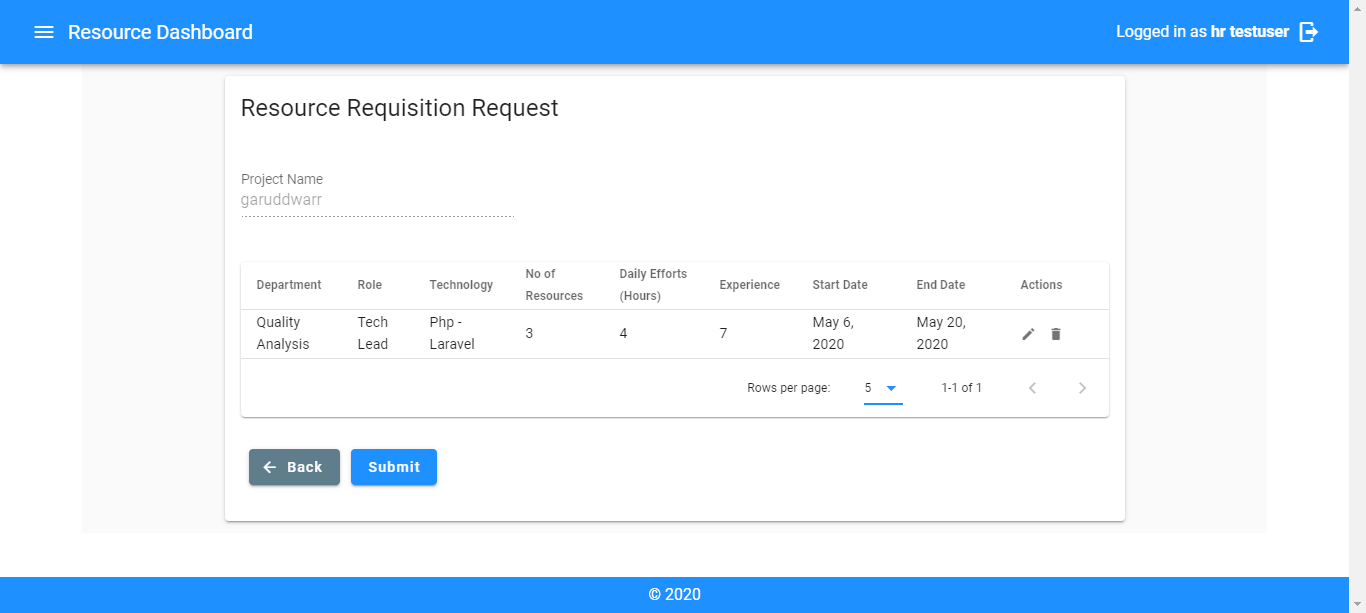 Resource Dashboard
Logged in as hr testuser
Resource Requisition Request
Project Name
garuddwarr
Department Role Technology No of Resources Daily Efforts (Hours) Experience Start Date End Date Actions
Quality Analysis Tech Lead Php - Laravel 3 4 7 May 6, 2020 May 20, 2020
Rows per page: 5 1-1 of 1
Back Submit
© 2020